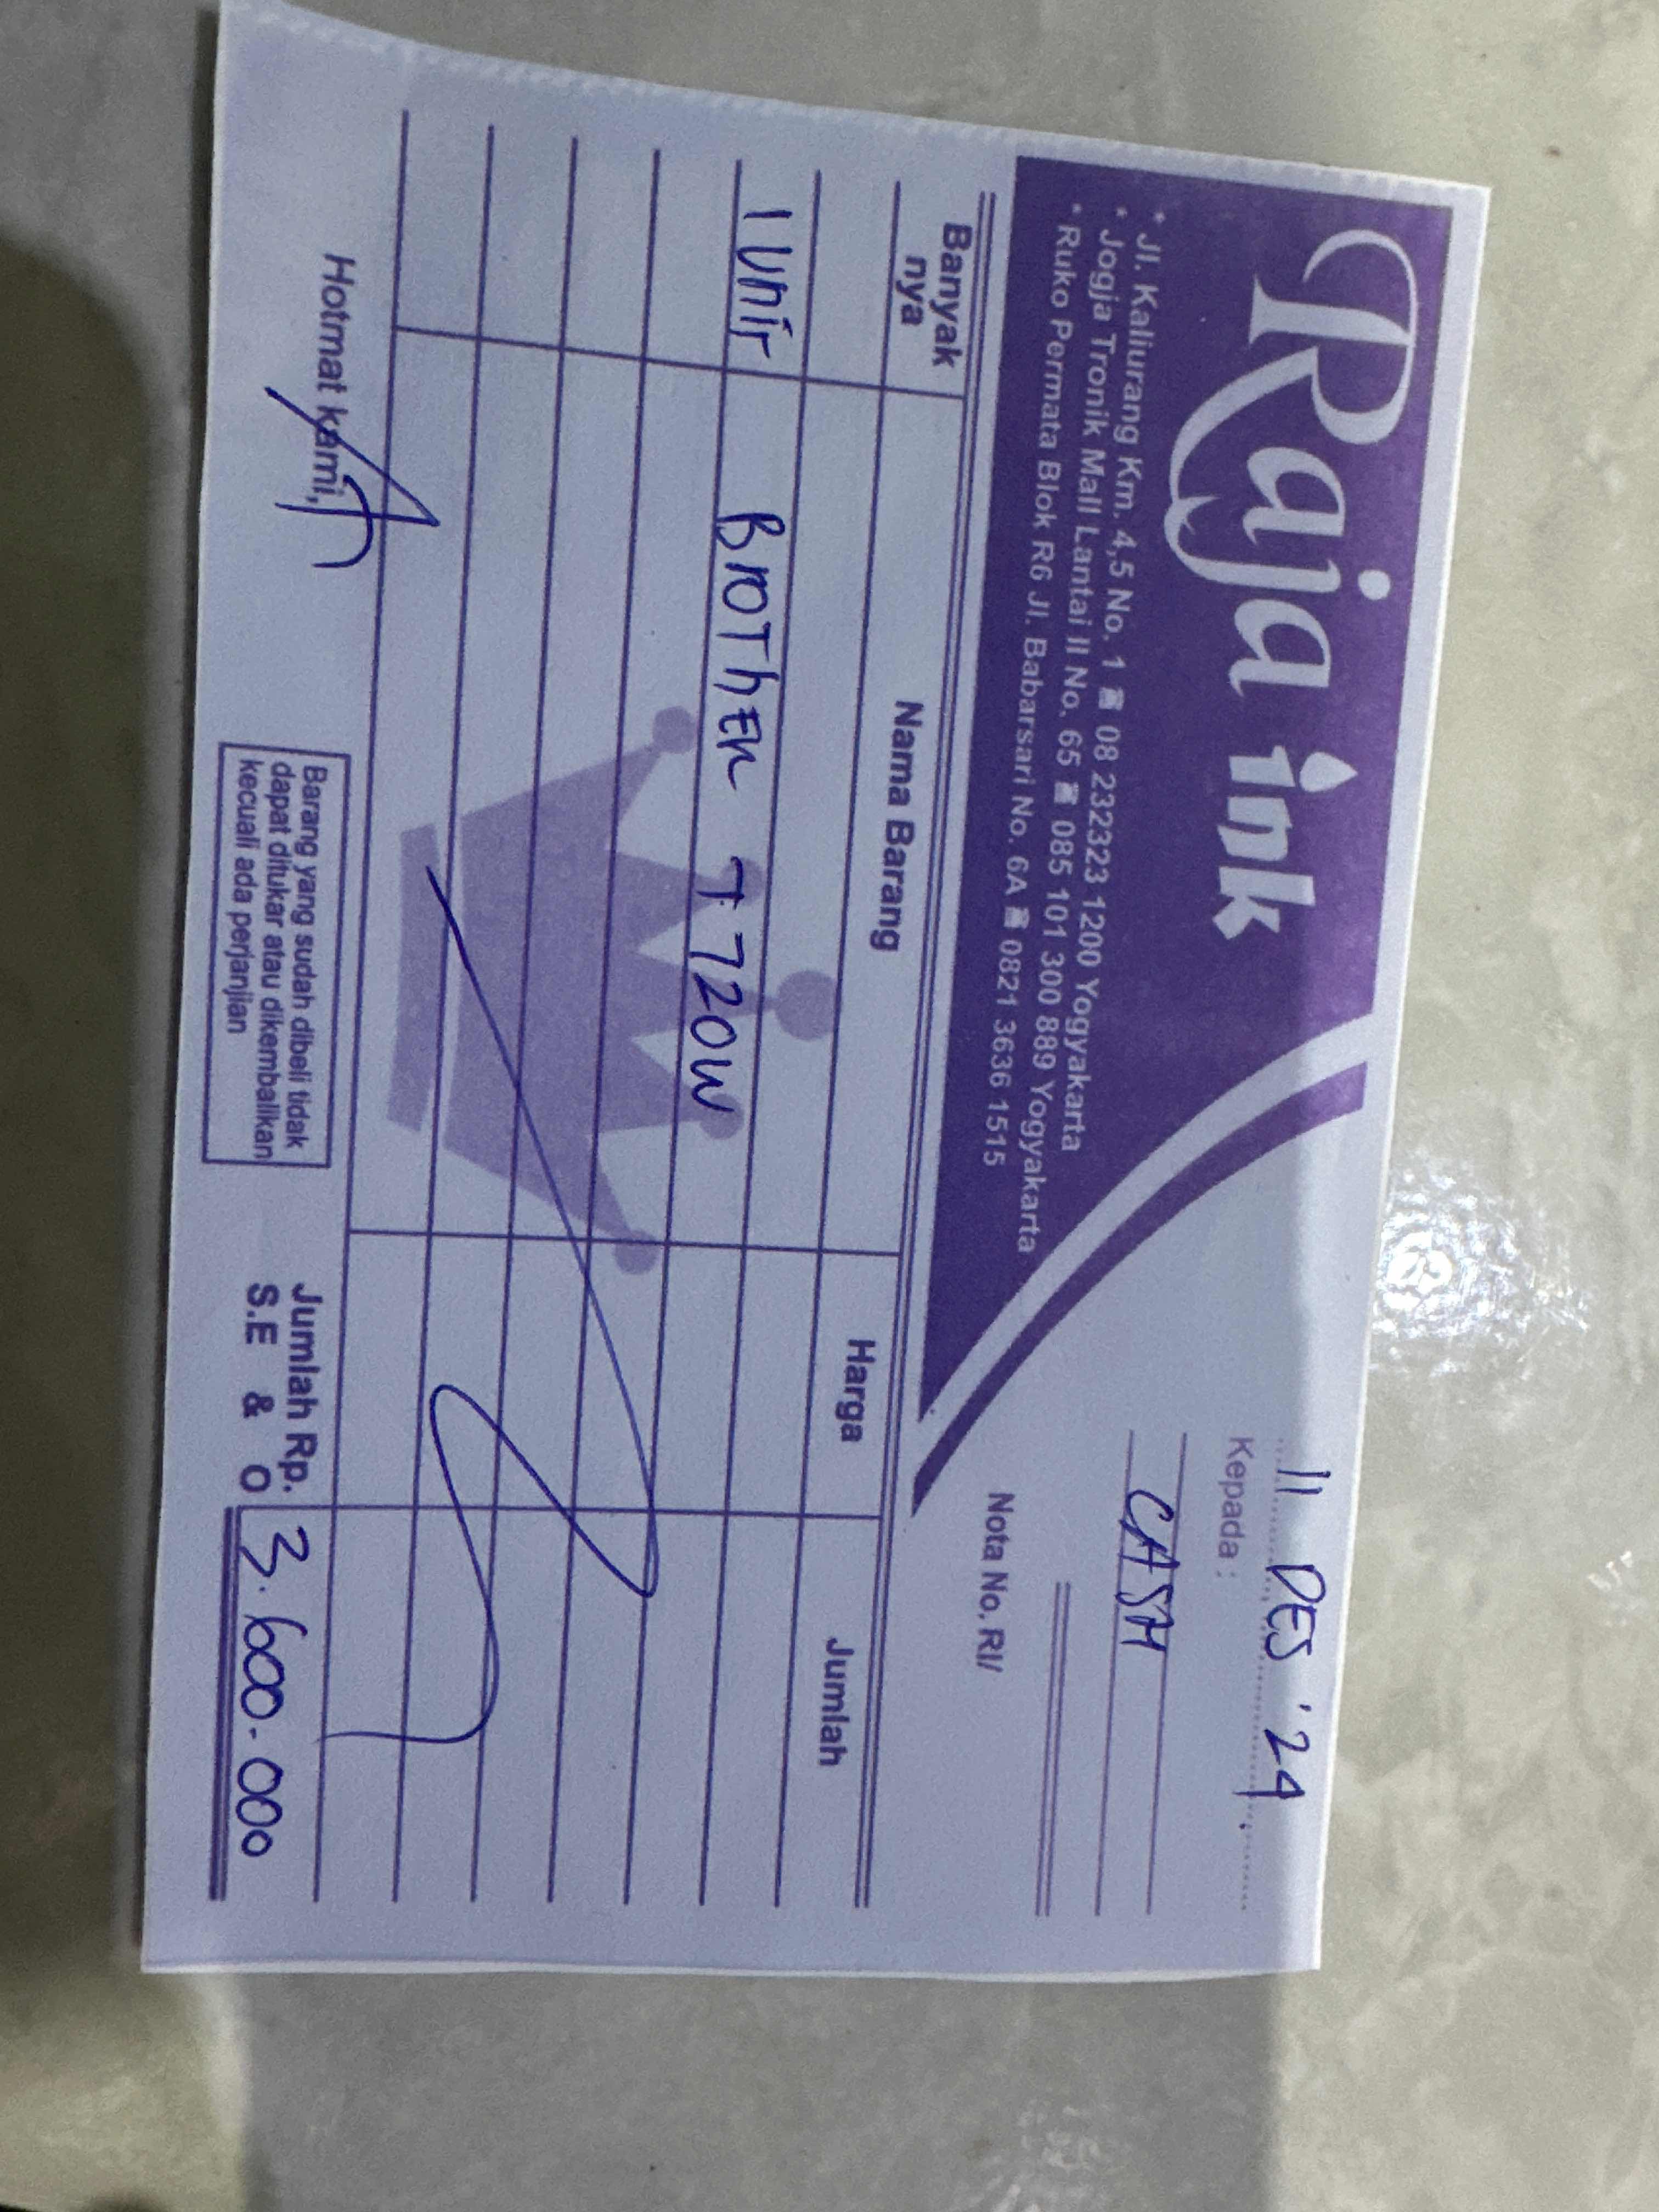 Raja ink
* Jl. Kaliurang Km. 4,5 No. 1 ☎ 08 2323231200 Yogyakarta
* Jogja Tronik Mall Lantai II No. 65 ☎ 085 101 300 889 Yogyakarta
* Ruko Permata Blok R6 Jl. Babarsari No. 6A ☎ 0821 3636 1515
11 DES '24
Kepada :
CASH
Nota No. RI/
Banyak nya Nama Barang Harga Jumlah
1 UNIT BROTHER T 720W
Hotmat kami,
Barang yang sudah dibeli tidak
dapat ditukar atau dikembalikan
kecuali ada perjanjian
Jumlah Rp. 3.600.000
S.E & O